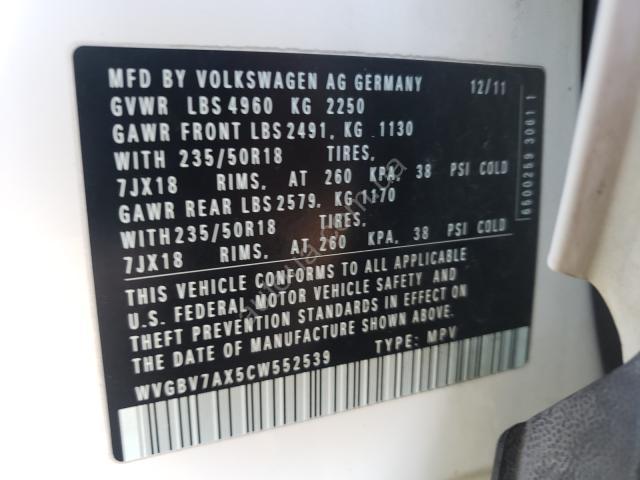 MFD BY VOLKSWAGEN AG GERMANY 12/11
GVWR LBS 4960 KG 2250
GAWR FRONT LBS 2491, KG 1130
WITH 235/50R18 TIRES,
7JX18 RIMS, AT 260 KPA, 38 PSI COLD
GAWR REAR LBS 2579, KG 1170
WITH 235/50R18 TIRES,
7JX18 RIMS, AT 260 KPA, 38 PSI COLD
THIS VEHICLE CONFORMS TO ALL APPLICABLE
U.S. FEDERAL MOTOR VEHICLE SAFETY AND
THEFT PREVENTION STANDARDS IN EFFECT ON
THE DATE OF MANUFACTURE SHOWN ABOVE.
WVGBV7AX5CW552539 TYPE: MPV
6500259 3061 1